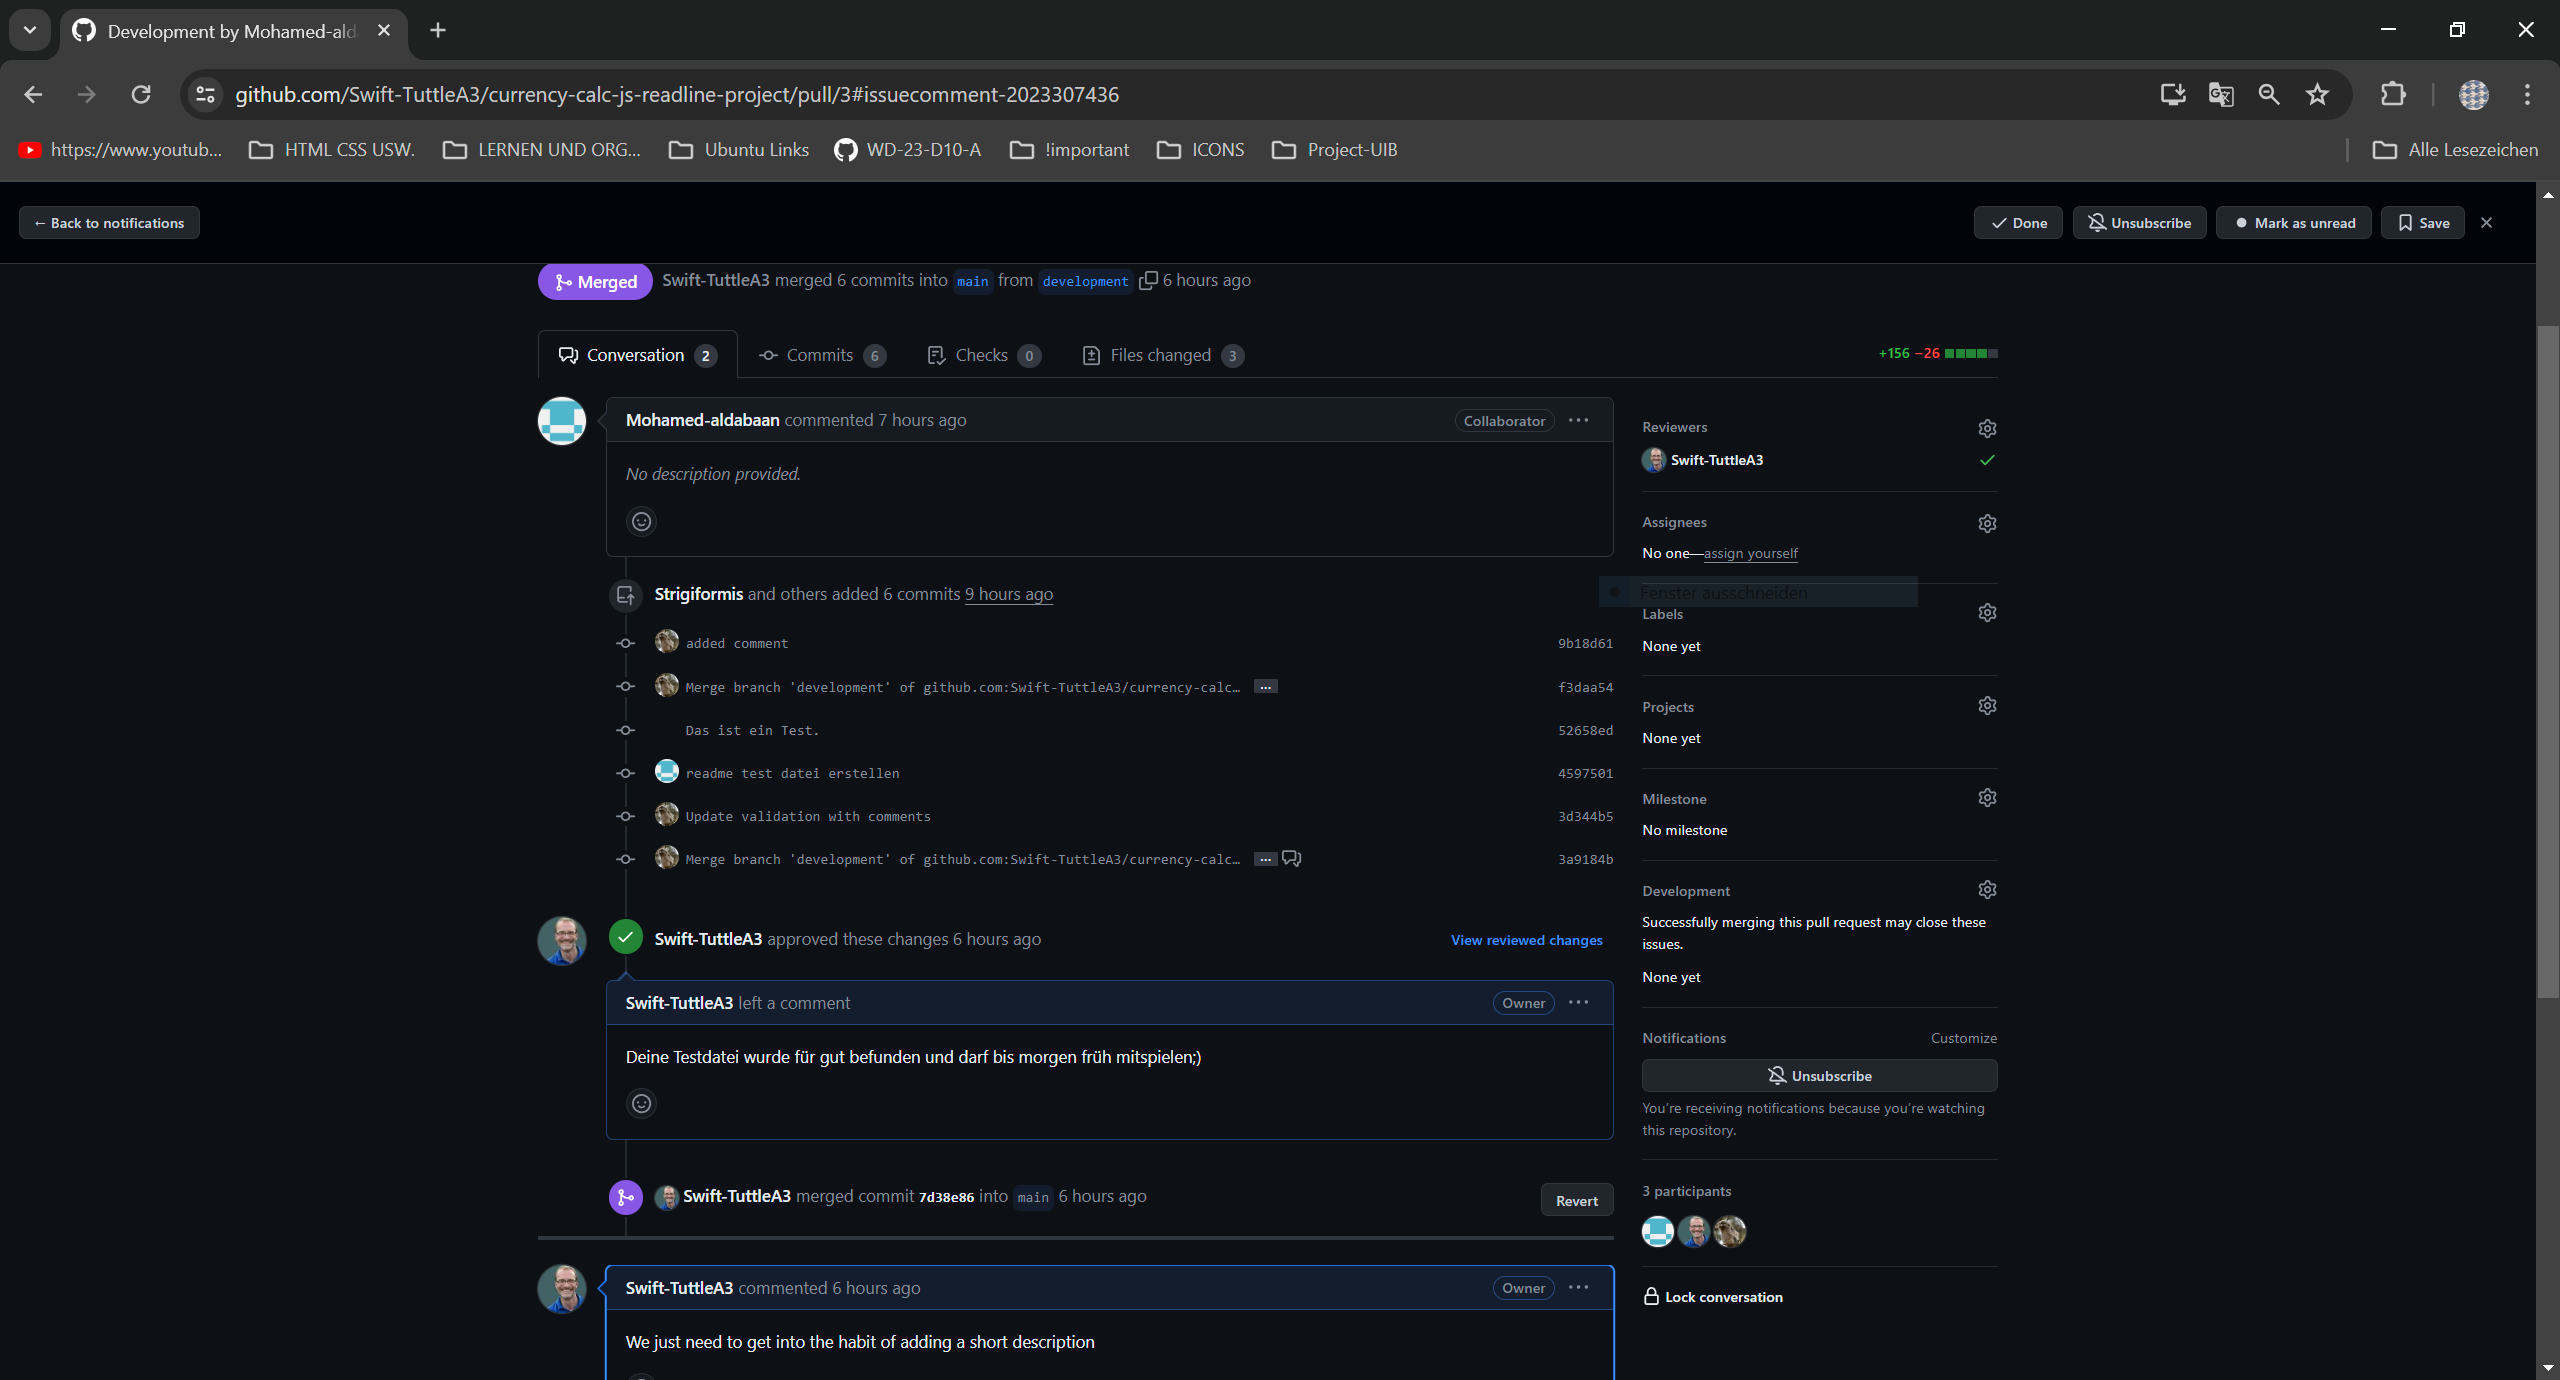 Development by Mohamed-ald
github.com/Swift-TuttleA3/currency-calc-js-readline-project/pull/3#issuecomment-2023307436
https://www.youtub...
HTML CSS USW.
LERNEN UND ORG...
Ubuntu Links
WD-23-D10-A
!important
ICONS
Project-UIB
Alle Lesezeichen
← Back to notifications
Done
Unsubscribe
Mark as unread
Save
Merged
Swift-TuttleA3 merged 6 commits into main from development 6 hours ago
Conversation 2
Commits 6
Checks 0
Files changed 3
+156 −26
Mohamed-aldabaan commented 7 hours ago
Collaborator
No description provided.
Strigiformis and others added 6 commits 9 hours ago
added comment
9b18d61
Merge branch 'development' of github.com:Swift-TuttleA3/currency-calc…
f3daa54
Das ist ein Test.
52658ed
readme test datei erstellen
4597501
Update validation with comments
3d344b5
Merge branch 'development' of github.com:Swift-TuttleA3/currency-calc…
3a9184b
Swift-TuttleA3 approved these changes 6 hours ago
View reviewed changes
Swift-TuttleA3 left a comment
Owner
Deine Testdatei wurde für gut befunden und darf bis morgen früh mitspielen;)
Swift-TuttleA3 merged commit 7d38e86 into main 6 hours ago
Revert
Swift-TuttleA3 commented 6 hours ago
Owner
We just need to get into the habit of adding a short description
Reviewers
Swift-TuttleA3
Assignees
No one—assign yourself
Fenster ausschneiden
Labels
None yet
Projects
None yet
Milestone
No milestone
Development
Successfully merging this pull request may close these
issues.
None yet
Notifications
Customize
Unsubscribe
You're receiving notifications because you're watching
this repository.
3 participants
Lock conversation